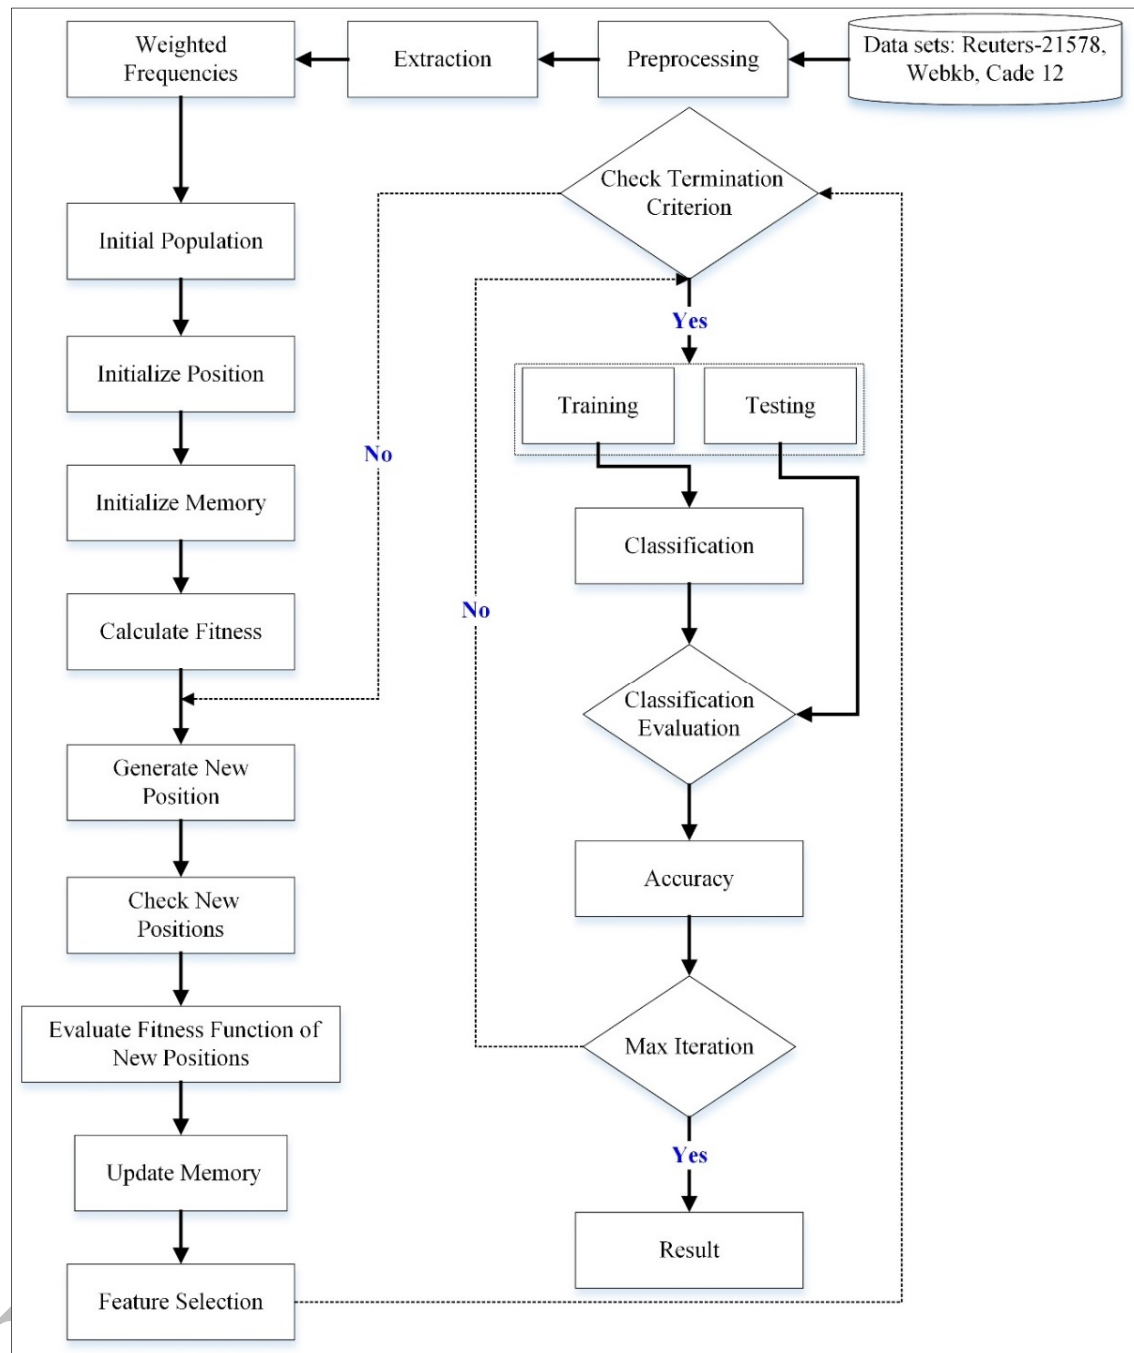 Weighted
Frequencies
Extraction
Preprocessing
Data sets: Reuters-21578,
Webkb, Cade 12
Check Termination
Criterion
Initial Population
Yes
Initialize Position
Training
Testing
No
Initialize Memory
Classification
No
Calculate Fitness
Classification
Evaluation
Generate New
Position
Accuracy
Check New
Positions
Evaluate Fitness Function of
New Positions
Max Iteration
Yes
Update Memory
Result
Feature Selection